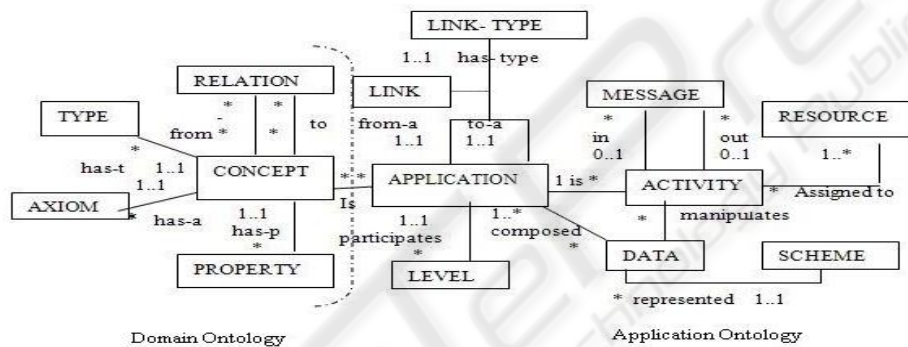 LINK- TYPE
1..1 has-type
RELATION
LINK
MESSAGE
TYPE
RESOURCE
* *
* *
from -* * to from-a to-a
* in * out
has-t * 1..1
1..1 1..1
0..1 0..1
1..*
CONCEPT
APPLICATION
ACTIVITY
1..1
* *
1 is *
* Assigned to
AXIOM
* has-a
1..1
has-p
Is
1..1
participates
1..*
composed
* manipulates
*
*
*
PROPERTY
LEVEL
DATA
SCHEME
* represented 1..1
Domain Ontology
Application Ontology